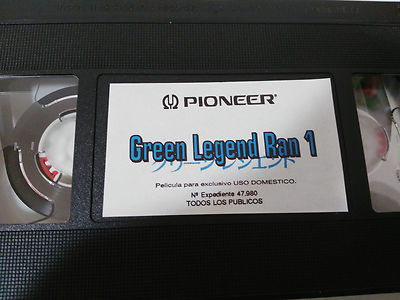 PIONEER®
Green Legend Ran 1
グリーンレジェンド
Pelicula para exclusivo USO DOMESTICO.
Nº Expediente 47.980
TODOS LOS PUBLICOS